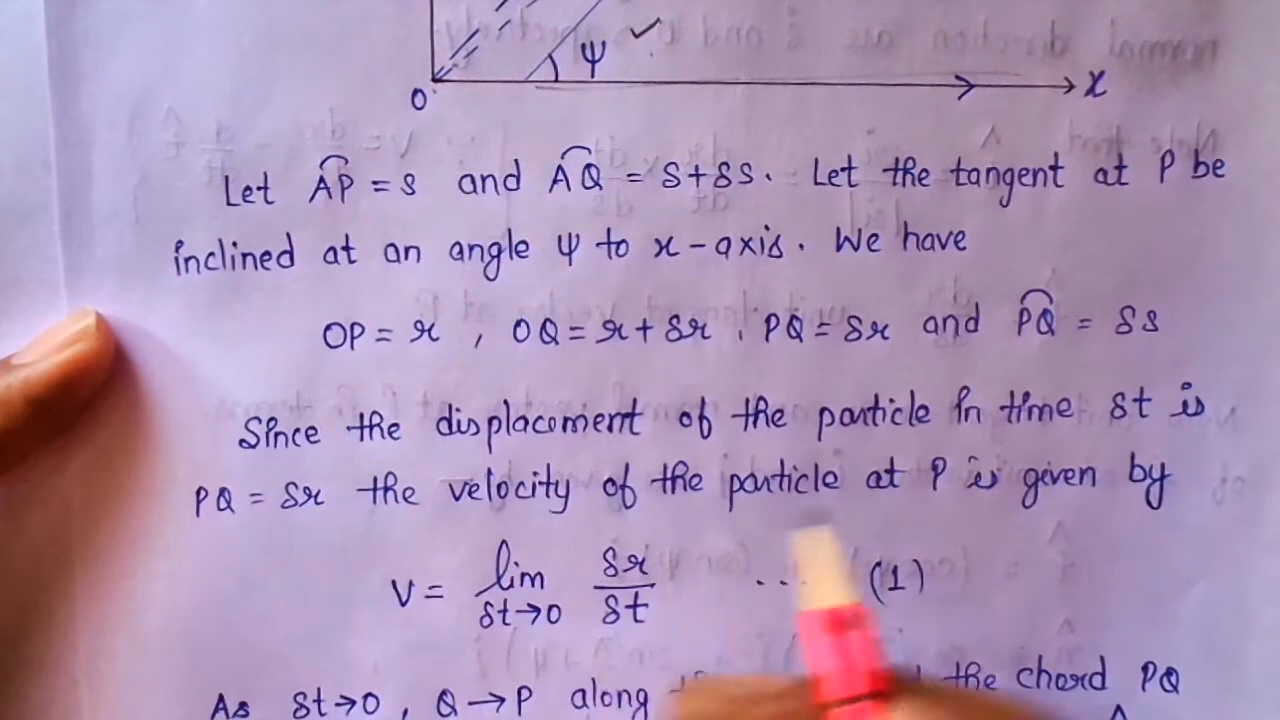 ψ
O
x
Let AP = s and AQ = s+δs. Let the tangent at P be
inclined at an angle ψ to x-axis. We have
OP = r , OQ = r + δr , PQ = δr and PQ = δs
Since the displacement of the particle in time δt is
PQ = δr the velocity of the particle at P is given by
V = lim δr/δt .... (1)
δt→0
As δt→0, Q→P along the chord PQ